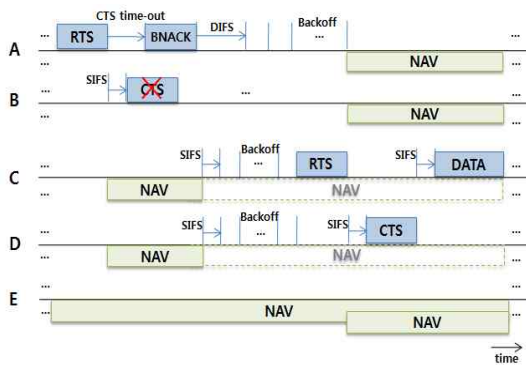 CTS time-out
DIFS
Backoff
... RTS BNACK ... ...
A
... NAV ...
SIFS
CTS ...
B
... NAV ...
SIFS Backoff SIFS
... ... RTS DATA ...
C
... NAV NAV ...
SIFS Backoff SIFS
... ... CTS ...
D
... NAV NAV ...
... ...
E
... NAV ...
NAV
time